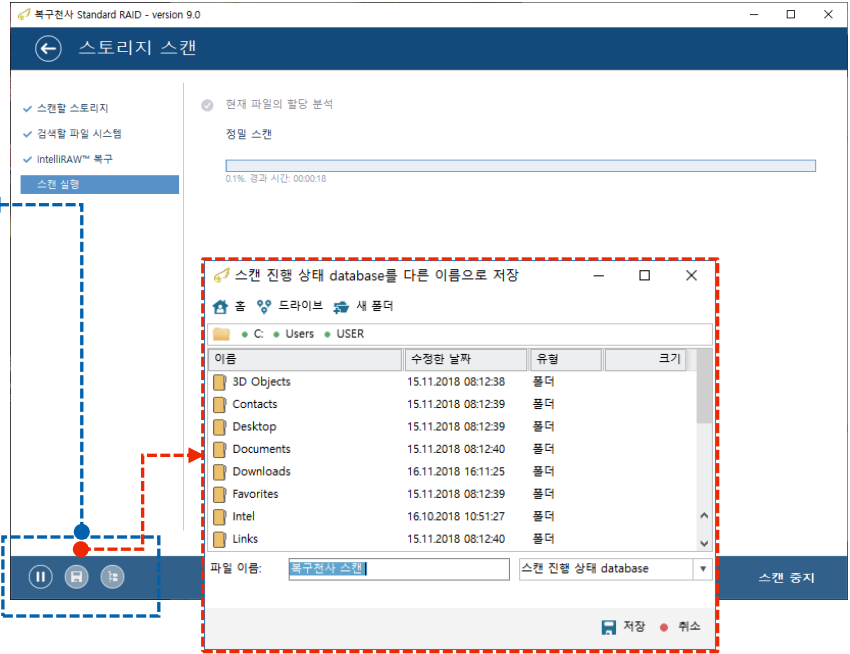 복구천사 Standard RAID - version 9.0
스토리지 스캔
스캔할 스토리지
검색할 파일 시스템
IntelliRAW™ 복구
스캔 실행
현재 파일의 할당 분석
정밀 스캔
0.1%. 경과 시간: 00:00:18
스캔 진행 상태 database를 다른 이름으로 저장
홈 드라이브 새 폴더
C: Users USER
이름 수정한 날짜 유형 크기
3D Objects 15.11.2018 08:12:38 폴더
Contacts 15.11.2018 08:12:39 폴더
Desktop 15.11.2018 08:12:39 폴더
Documents 15.11.2018 08:12:40 폴더
Downloads 16.11.2018 16:11:25 폴더
Favorites 15.11.2018 08:12:39 폴더
Intel 16.10.2018 10:51:27 폴더
Links 15.11.2018 08:12:40 폴더
파일 이름: 복구천사 스캔 스캔 진행 상태 database
저장 취소
스캔 중지